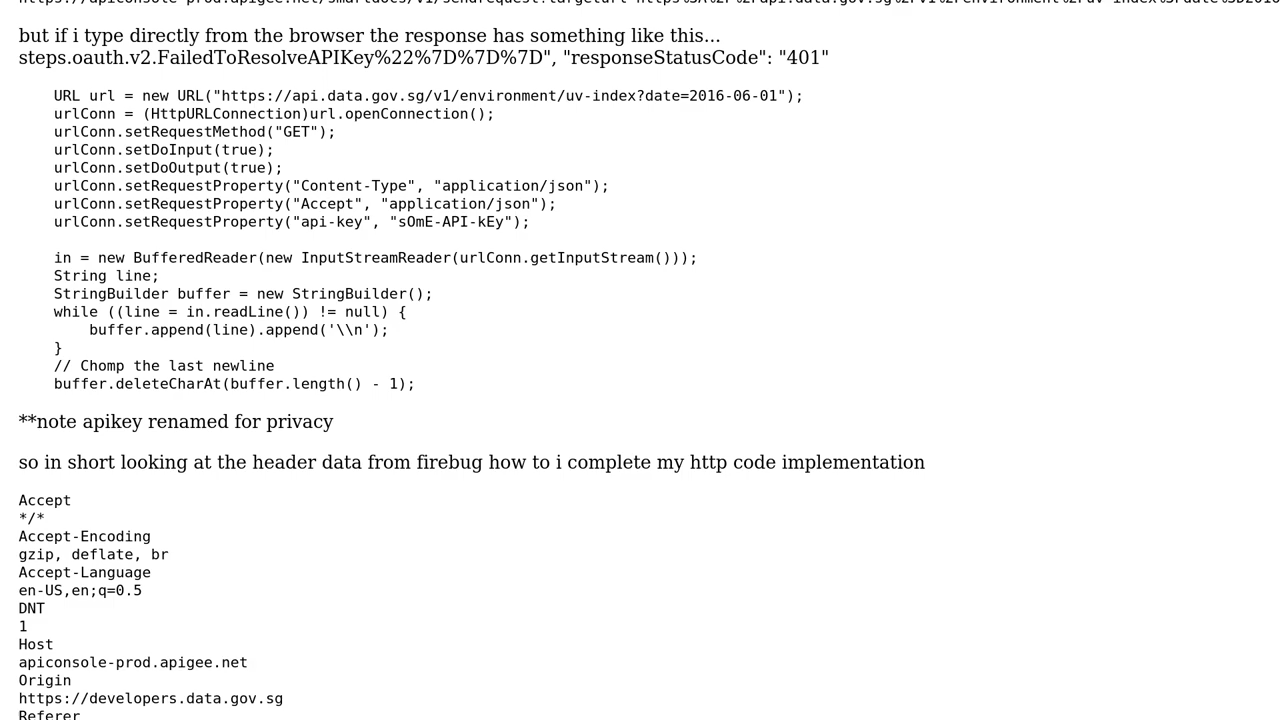 but if i type directly from the browser the response has something like this...
steps.oauth.v2.FailedToResolveAPIKey%22%7D%7D%7D", "responseStatusCode": "401"
URL url = new URL("https://api.data.gov.sg/v1/environment/uv-index?date=2016-06-01");
urlConn = (HttpURLConnection)url.openConnection();
urlConn.setRequestMethod("GET");
urlConn.setDoInput(true);
urlConn.setDoOutput(true);
urlConn.setRequestProperty("Content-Type", "application/json");
urlConn.setRequestProperty("Accept", "application/json");
urlConn.setRequestProperty("api-key", "sOmE-API-kEy");
in = new BufferedReader(new InputStreamReader(urlConn.getInputStream()));
String line;
StringBuilder buffer = new StringBuilder();
while ((line = in.readLine()) != null) {
buffer.append(line).append('\\n');
}
// Chomp the last newline
buffer.deleteCharAt(buffer.length() - 1);
**note apikey renamed for privacy
so in short looking at the header data from firebug how to i complete my http code implementation
Accept
*/*
Accept-Encoding
gzip, deflate, br
Accept-Language
en-US,en;q=0.5
DNT
1
Host
apiconsole-prod.apigee.net
Origin
https://developers.data.gov.sg
Referer